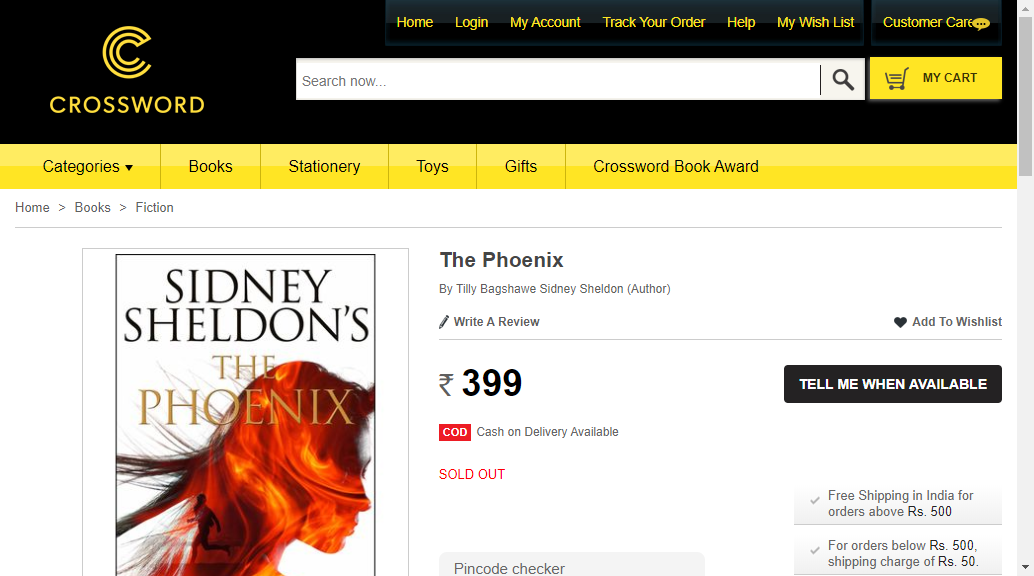 Home Login My Account Track Your Order Help My Wish List Customer Care
CROSSWORD
Search now...
MY CART
Categories Books Stationery Toys Gifts Crossword Book Award
Home > Books > Fiction
SIDNEY
SHELDON'S
THE
PHOENIX
The Phoenix
By Tilly Bagshawe Sidney Sheldon (Author)
Write A Review
Add To Wishlist
₹ 399
TELL ME WHEN AVAILABLE
COD Cash on Delivery Available
SOLD OUT
Free Shipping in India for
orders above Rs. 500
For orders below Rs. 500,
shipping charge of Rs. 50.
Pincode checker